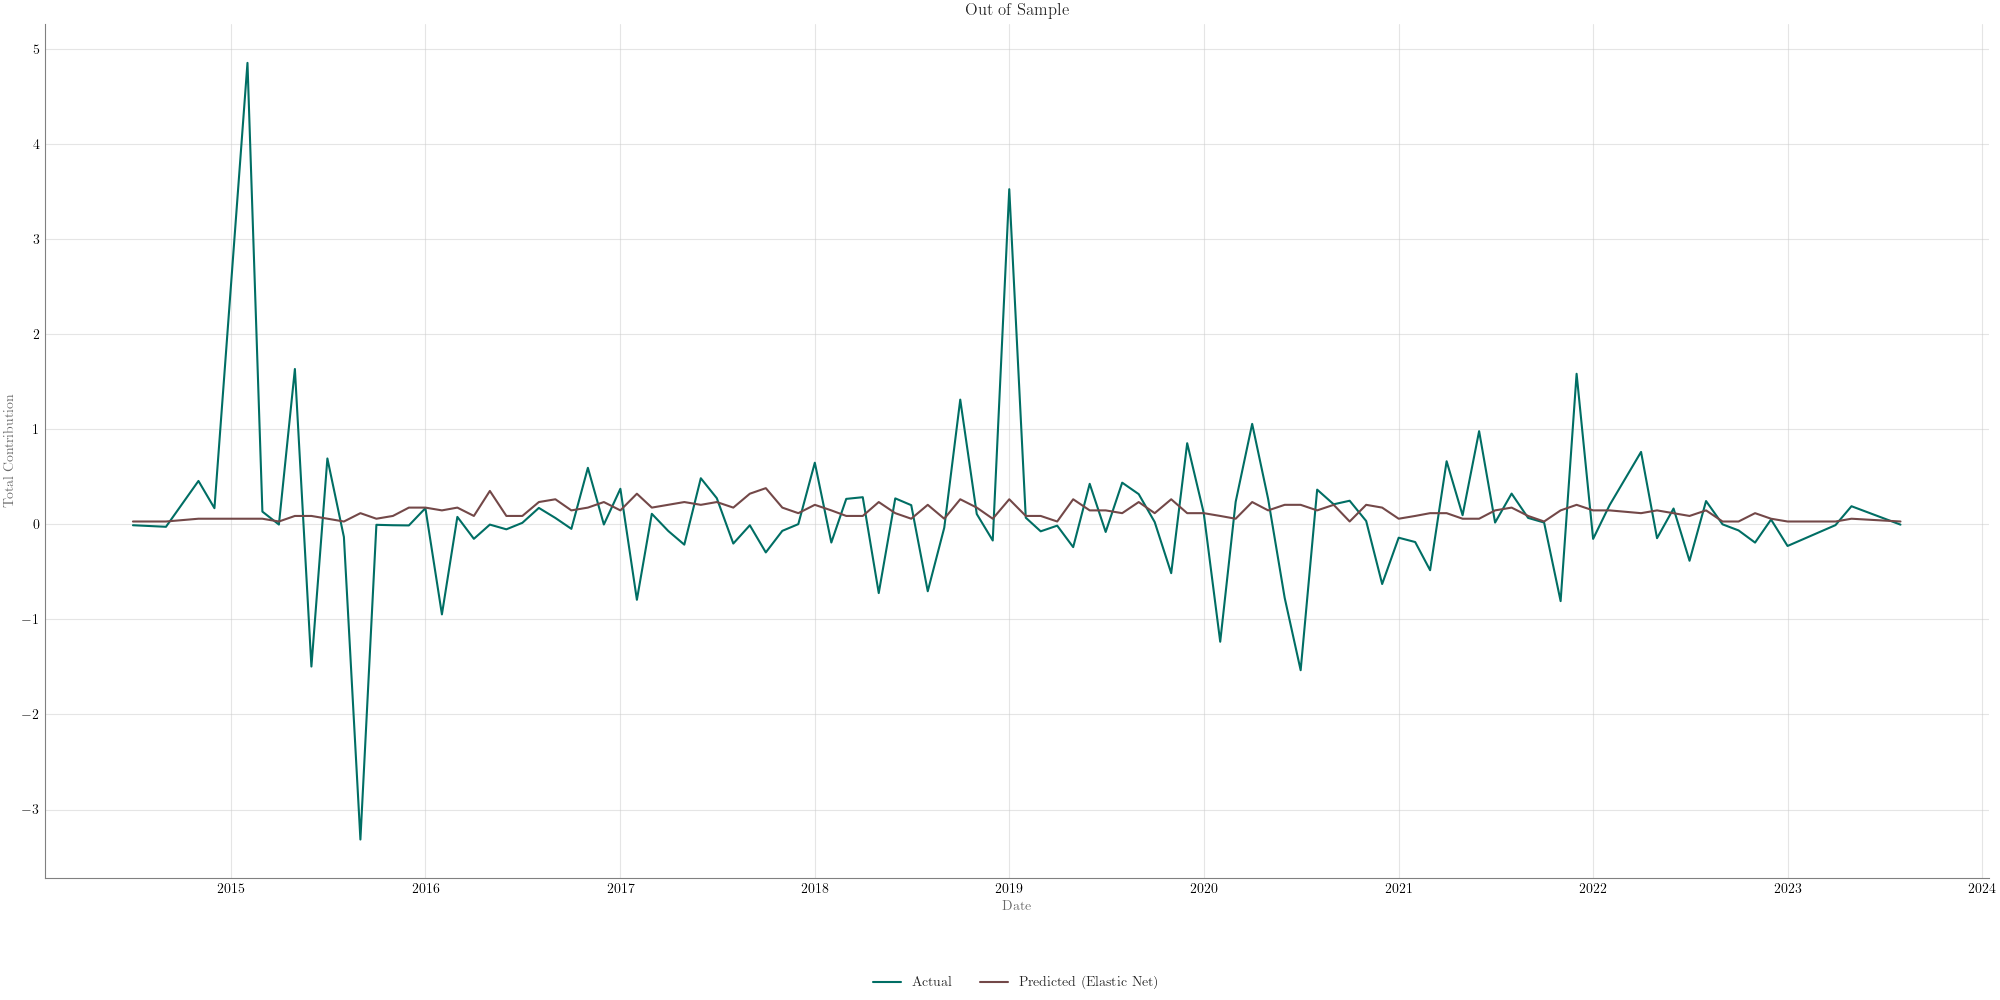 Out of Sample
Total Contribution
5
4
3
2
1
0
−1
−2
−3
2015 2016 2017 2018 2019 2020 2021 2022 2023 2024
Date
Actual Predicted (Elastic Net)